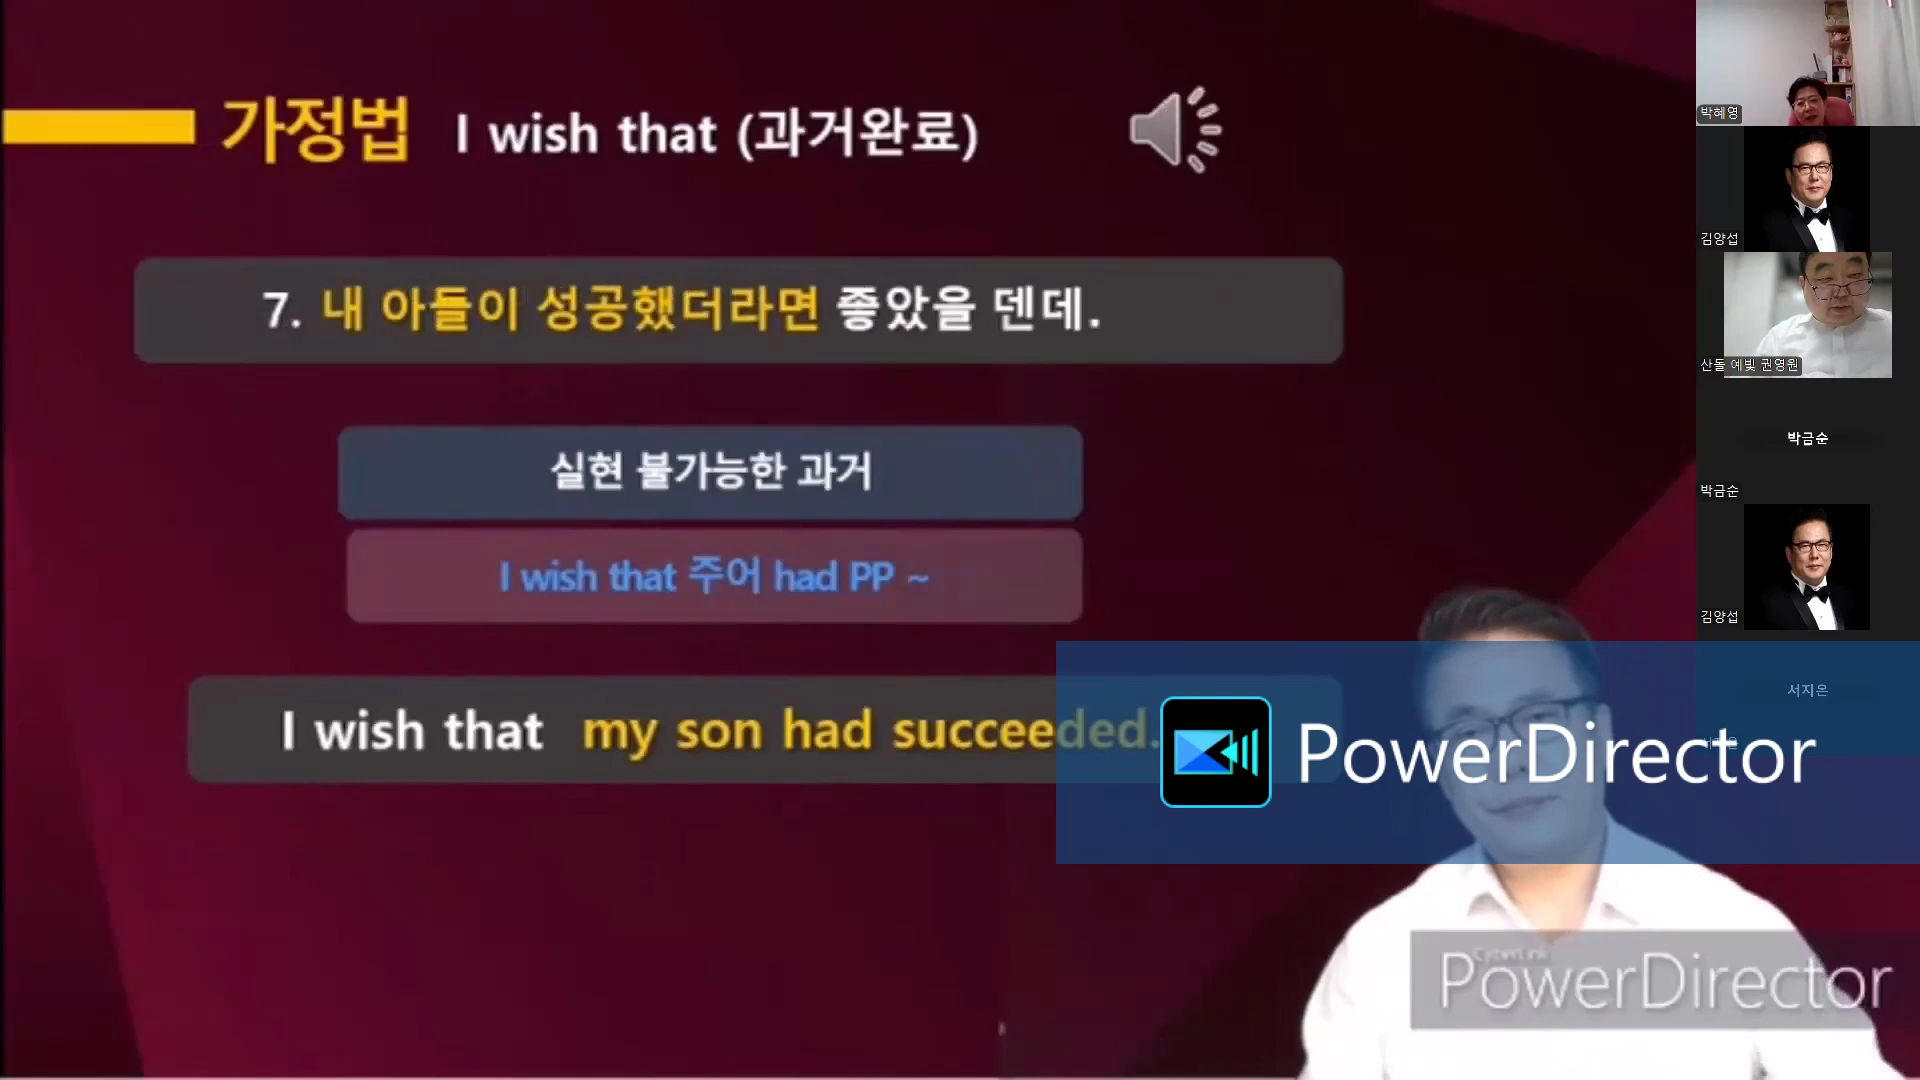 가정법 I wish that (과거완료)
7. 내 아들이 성공했더라면 좋았을 덴데.
실현 불가능한 과거
I wish that 주어 had PP ~
I wish that my son had succeeded.
PowerDirector
CyberLink
PowerDirector
박혜영
김양섭
산돌 예빛 권영원
박금순
박금순
김양섭
서지온